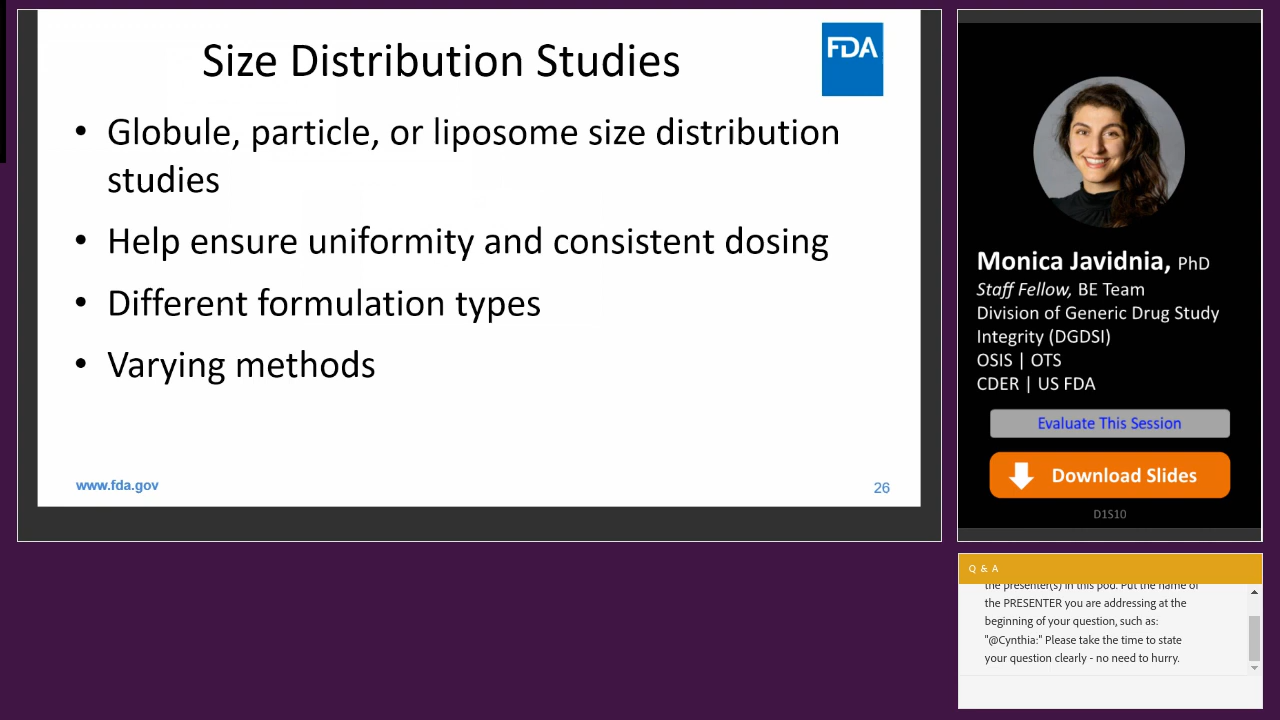 Size Distribution Studies
FDA
• Globule, particle, or liposome size distribution
studies
• Help ensure uniformity and consistent dosing
• Different formulation types
• Varying methods
www.fda.gov
26
Monica Javidnia, PhD
Staff Fellow, BE Team
Division of Generic Drug Study
Integrity (DGDSI)
OSIS | OTS
CDER | US FDA
Evaluate This Session
Download Slides
D1S10
Q & A
the presenter(s) in this pod. Put the name of
the PRESENTER you are addressing at the
beginning of your question, such as:
"@Cynthia:" Please take the time to state
your question clearly - no need to hurry.